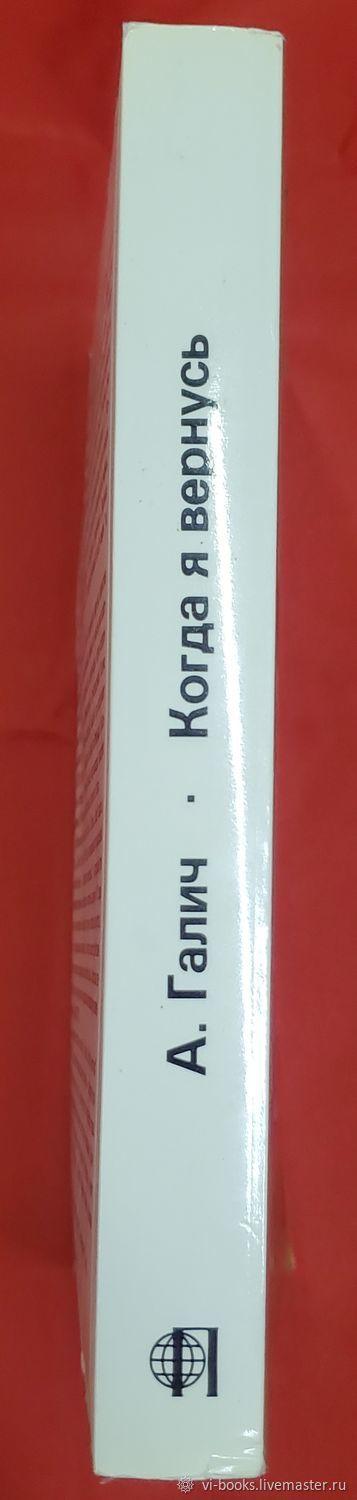 А. Галич · Когда я вернусь
vi-books.livemaster.ru